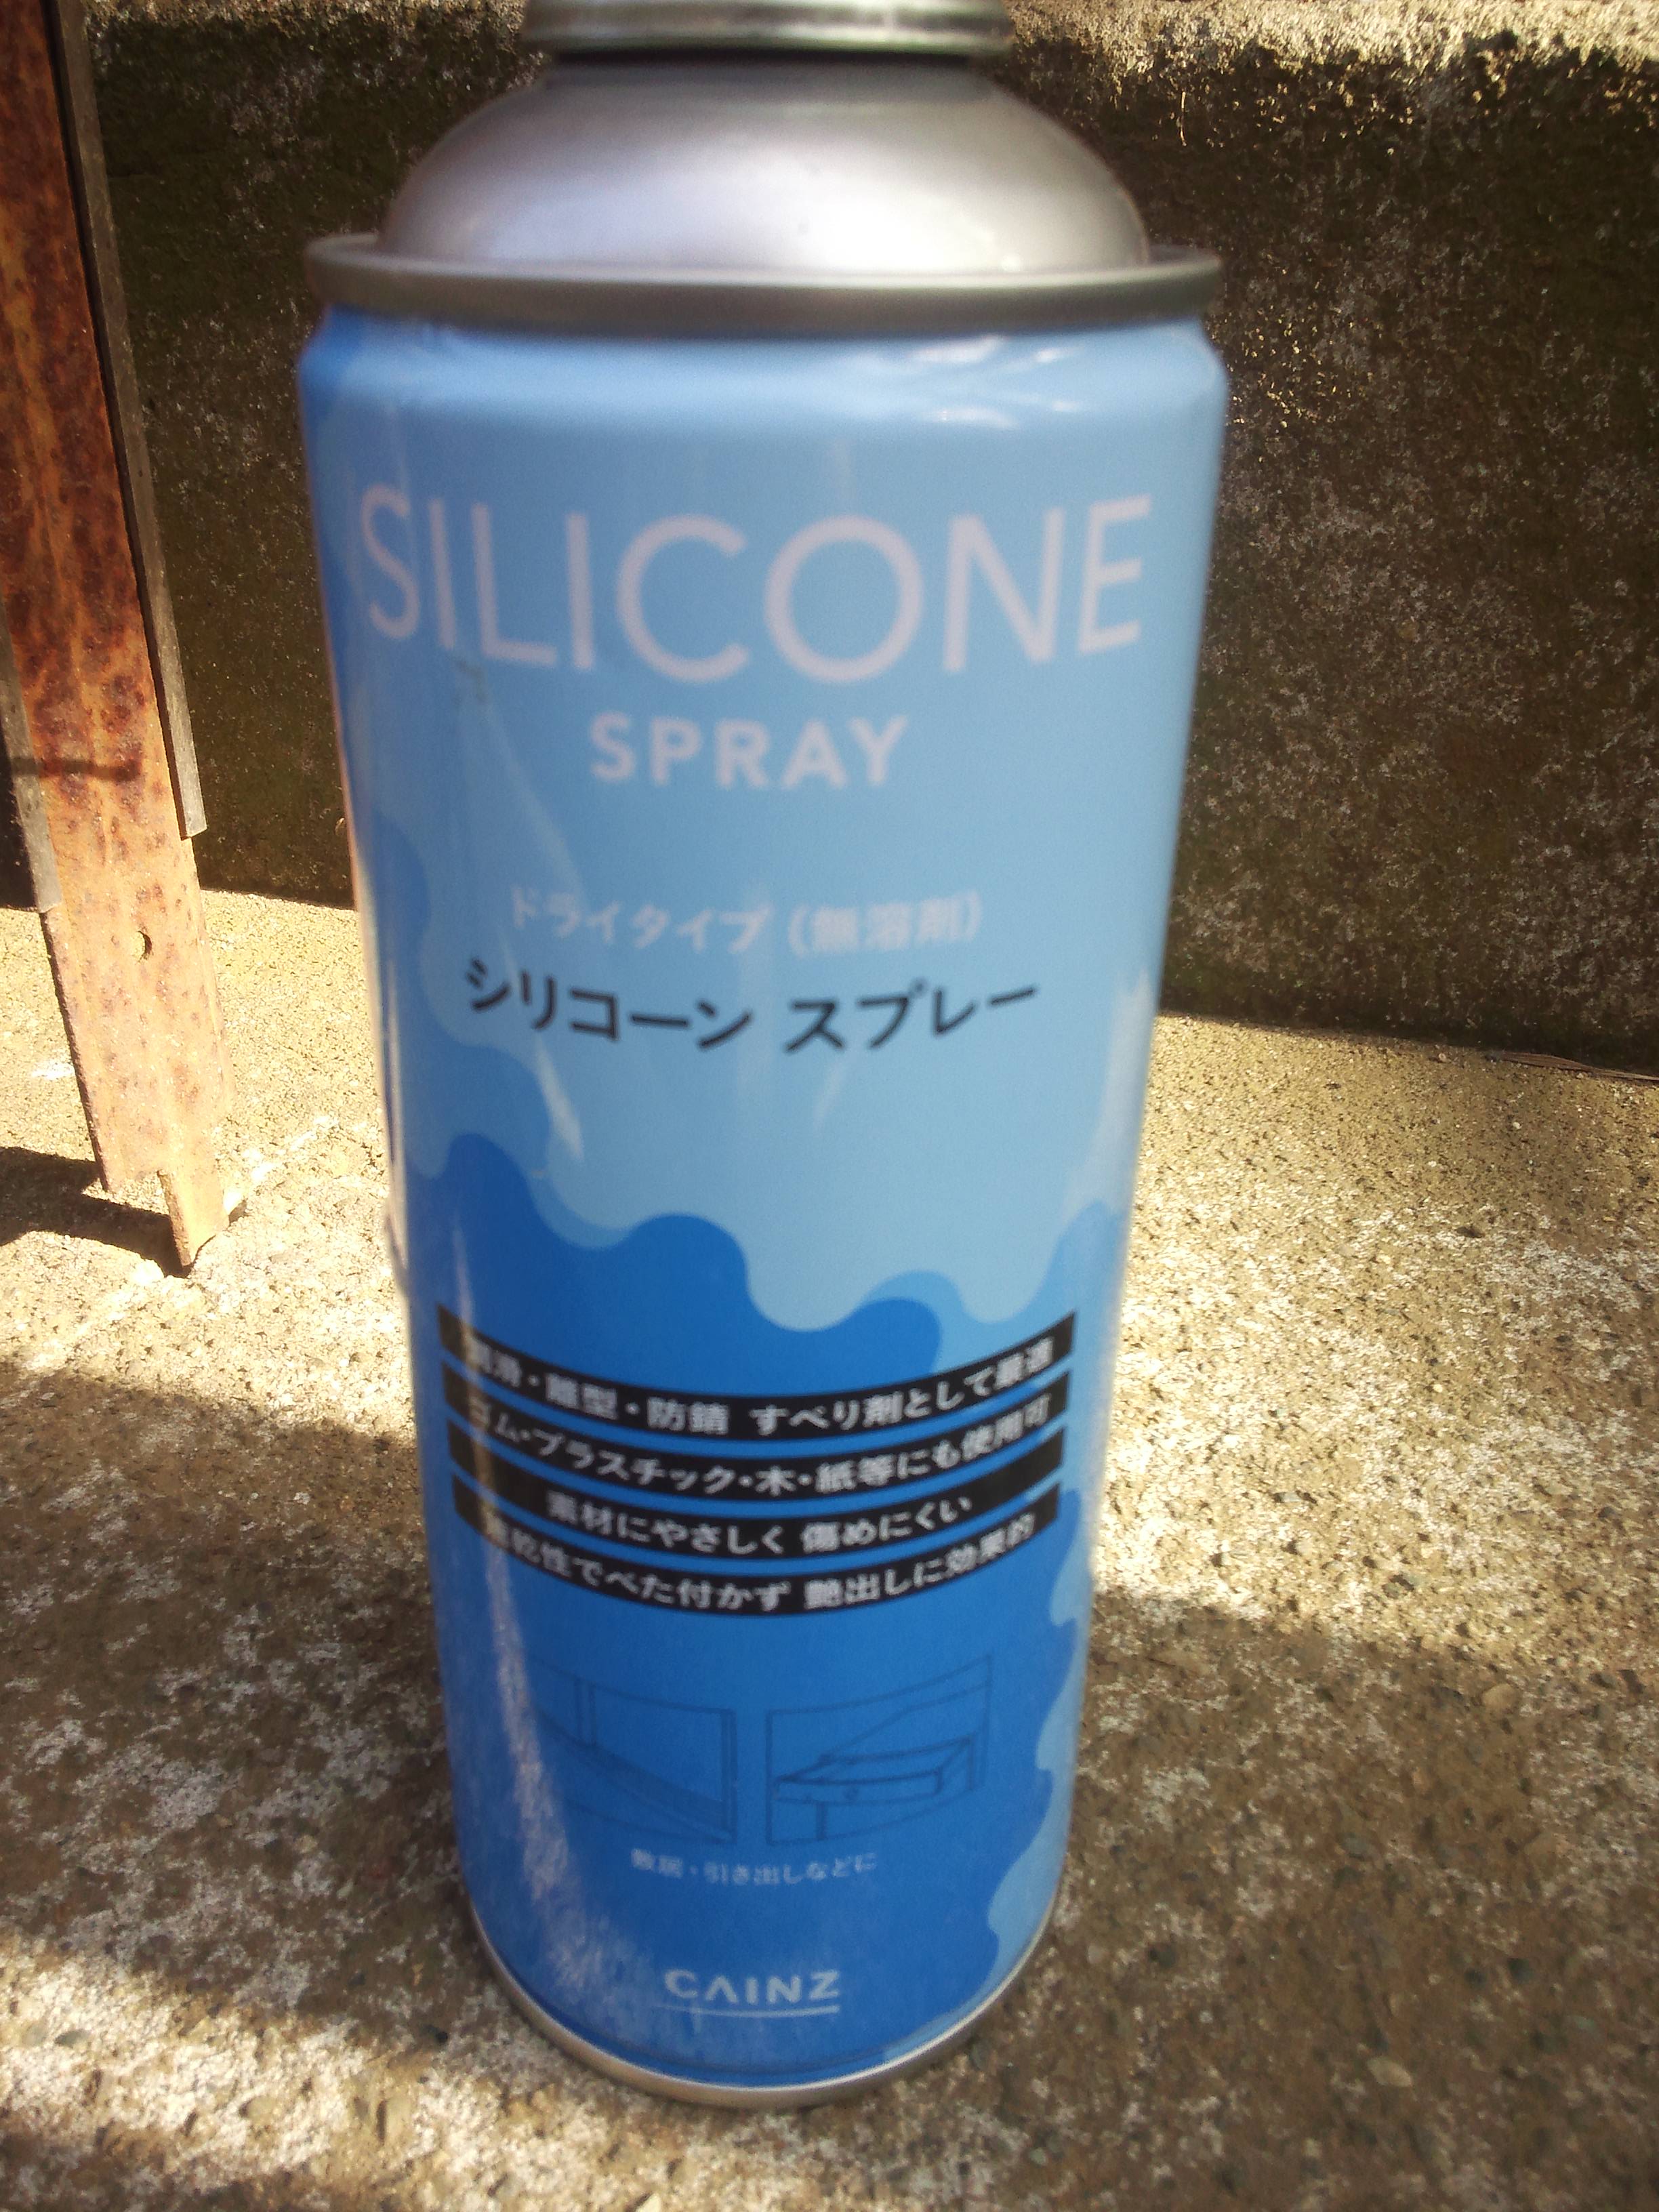 SILICONE
SPRAY
ドライタイプ（無溶剤）
シリコーン スプレー
潤滑・離型・防錆 すべり剤として最適
ゴム・プラスチック・木・紙等にも使用可
素材にやさしく 傷めにくい
速乾性でべた付かず 艶出しに効果的
敷居・引き出しなどに
CAINZ